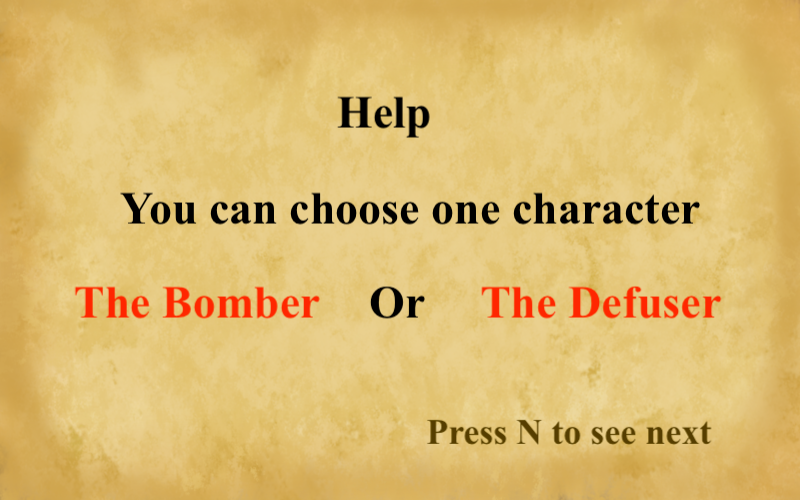 Help
You can choose one character
The Bomber Or The Defuser
Press N to see next